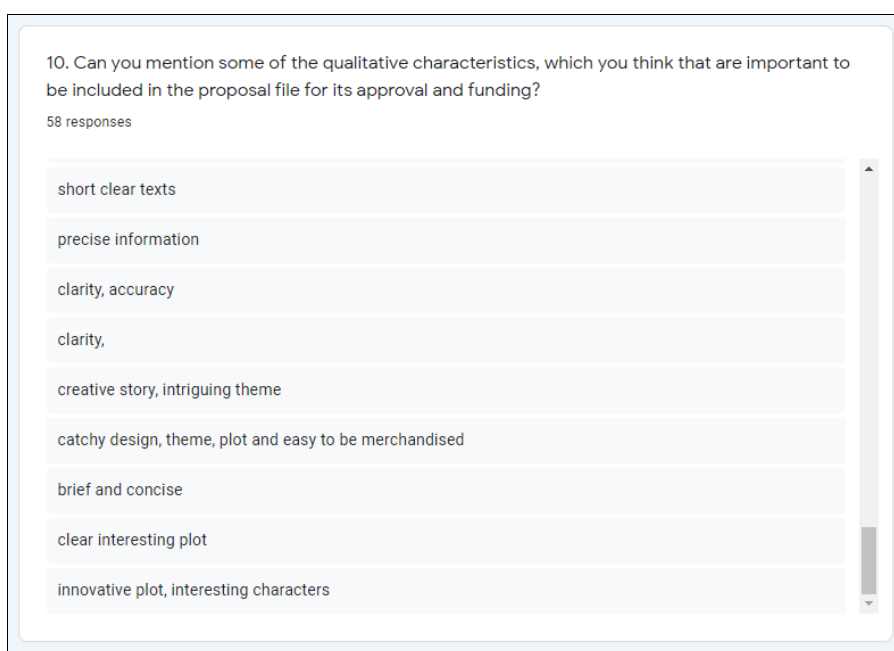 10. Can you mention some of the qualitative characteristics, which you think that are important to
be included in the proposal file for its approval and funding?
58 responses
short clear texts
precise information
clarity, accuracy
clarity,
creative story, intriguing theme
catchy design, theme, plot and easy to be merchandised
brief and concise
clear interesting plot
innovative plot, interesting characters